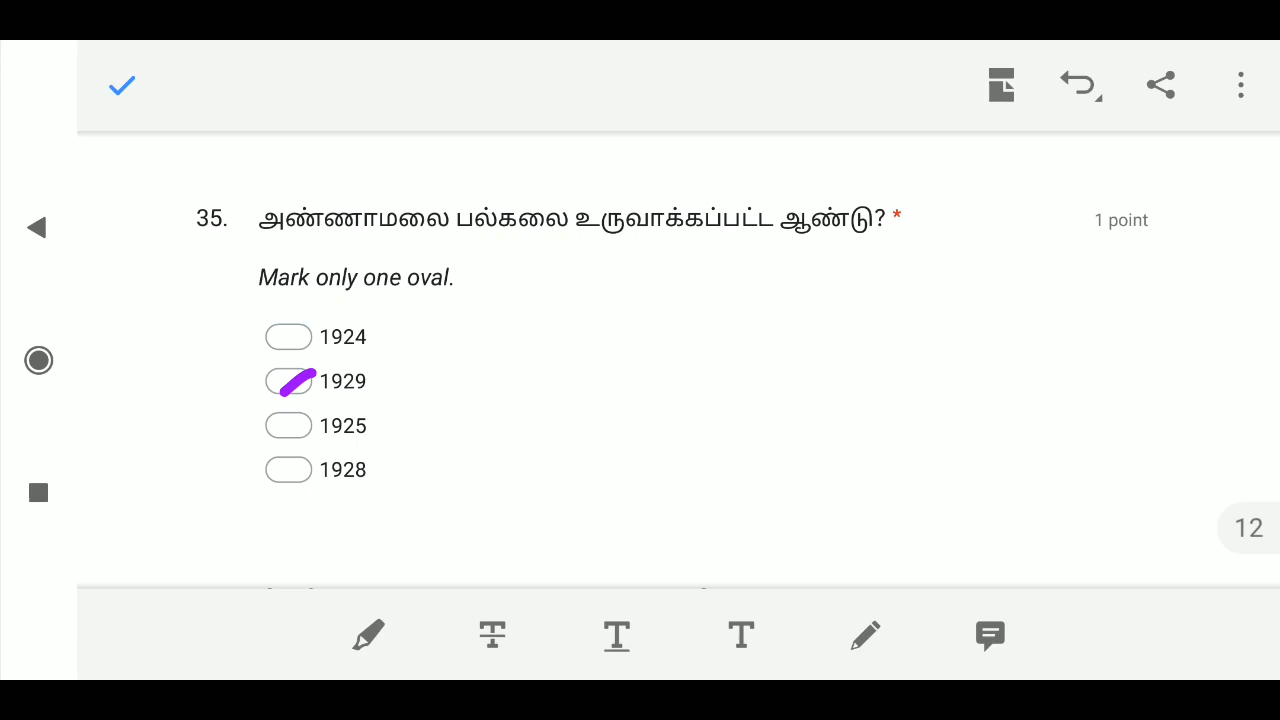 35. அண்ணாமலை பல்கலை உருவாக்கப்பட்ட ஆண்டு? * 1 point
Mark only one oval.
1924
1929
1925
1928
12